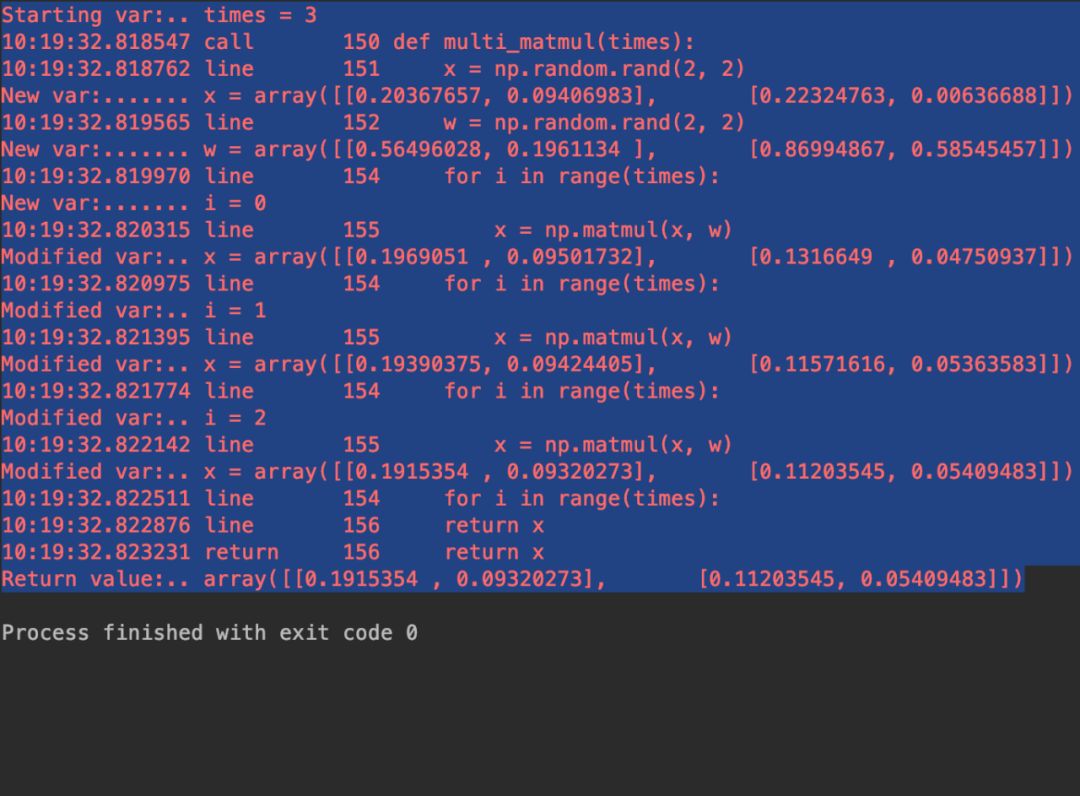 Starting var:.. times = 3
10:19:32.818547 call       150 def multi_matmul(times):
10:19:32.818762 line       151     x = np.random.rand(2, 2)
New var:....... x = array([[0.20367657, 0.09406983],       [0.22324763, 0.00636688]])
10:19:32.819565 line       152     w = np.random.rand(2, 2)
New var:....... w = array([[0.56496028, 0.1961134 ],       [0.86994867, 0.58545457]])
10:19:32.819970 line       154     for i in range(times):
New var:....... i = 0
10:19:32.820315 line       155         x = np.matmul(x, w)
Modified var:.. x = array([[0.1969051 , 0.09501732],       [0.1316649 , 0.04750937]])
10:19:32.820975 line       154     for i in range(times):
Modified var:.. i = 1
10:19:32.821395 line       155         x = np.matmul(x, w)
Modified var:.. x = array([[0.19390375, 0.09424405],       [0.11571616, 0.05363583]])
10:19:32.821774 line       154     for i in range(times):
Modified var:.. i = 2
10:19:32.822142 line       155         x = np.matmul(x, w)
Modified var:.. x = array([[0.1915354 , 0.09320273],       [0.11203545, 0.05409483]])
10:19:32.822511 line       154     for i in range(times):
10:19:32.822876 line       156     return x
10:19:32.823231 return     156     return x
Return value:.. array([[0.1915354 , 0.09320273],       [0.11203545, 0.05409483]])
Process finished with exit code 0